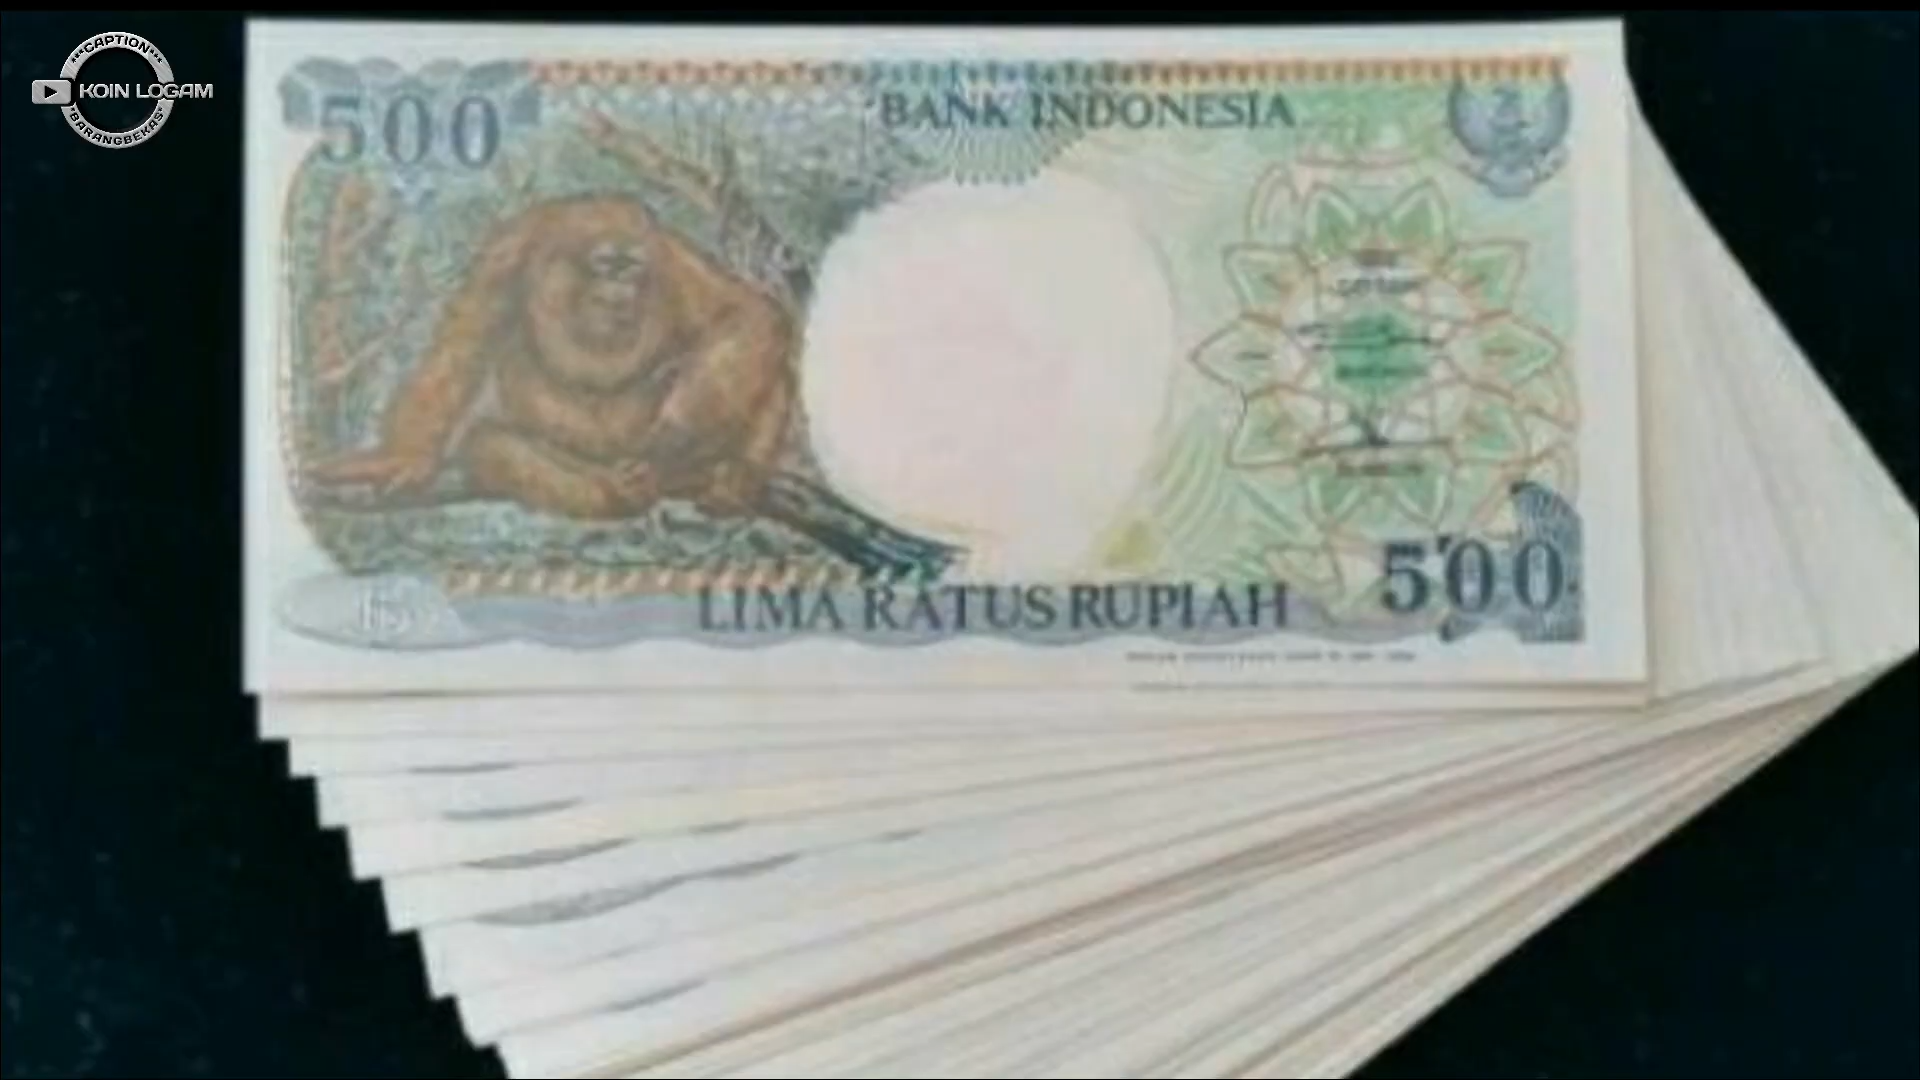 ***CAPTION***
KOIN LOGAM
*BARANGBEKAS*
500
BANK INDONESIA
LIMA RATUS RUPIAH
500